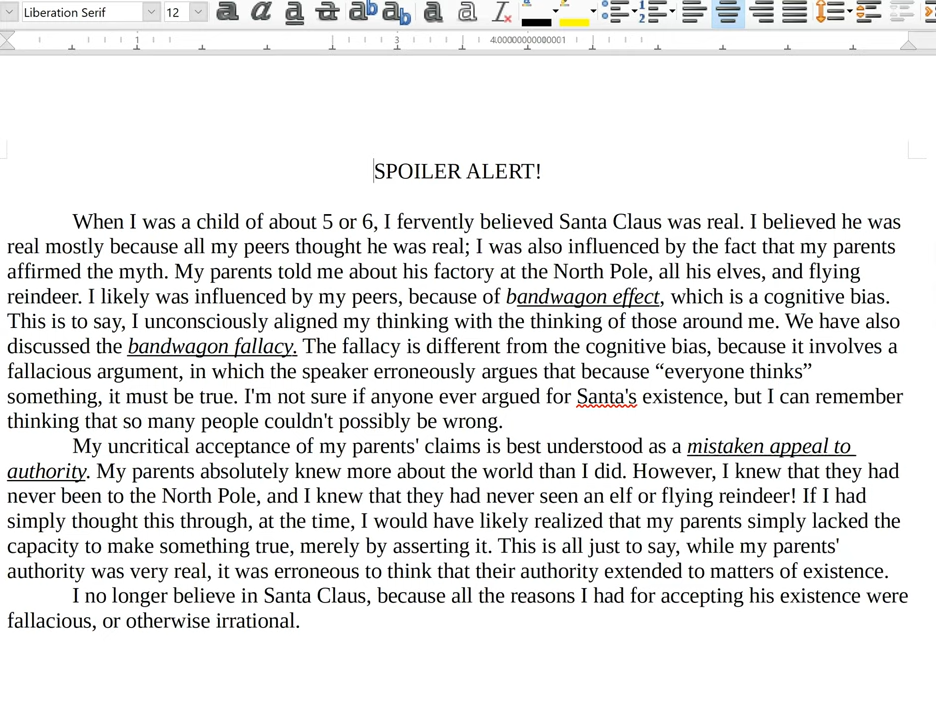 Liberation Serif 12
1 3 4.00000000000001
SPOILER ALERT!
When I was a child of about 5 or 6, I fervently believed Santa Claus was real. I believed he was
real mostly because all my peers thought he was real; I was also influenced by the fact that my parents
affirmed the myth. My parents told me about his factory at the North Pole, all his elves, and flying
reindeer. I likely was influenced by my peers, because of bandwagon effect, which is a cognitive bias.
This is to say, I unconsciously aligned my thinking with the thinking of those around me. We have also
discussed the bandwagon fallacy. The fallacy is different from the cognitive bias, because it involves a
fallacious argument, in which the speaker erroneously argues that because “everyone thinks”
something, it must be true. I'm not sure if anyone ever argued for Santa's existence, but I can remember
thinking that so many people couldn't possibly be wrong.
My uncritical acceptance of my parents' claims is best understood as a mistaken appeal to
authority. My parents absolutely knew more about the world than I did. However, I knew that they had
never been to the North Pole, and I knew that they had never seen an elf or flying reindeer! If I had
simply thought this through, at the time, I would have likely realized that my parents simply lacked the
capacity to make something true, merely by asserting it. This is all just to say, while my parents'
authority was very real, it was erroneous to think that their authority extended to matters of existence.
I no longer believe in Santa Claus, because all the reasons I had for accepting his existence were
fallacious, or otherwise irrational.